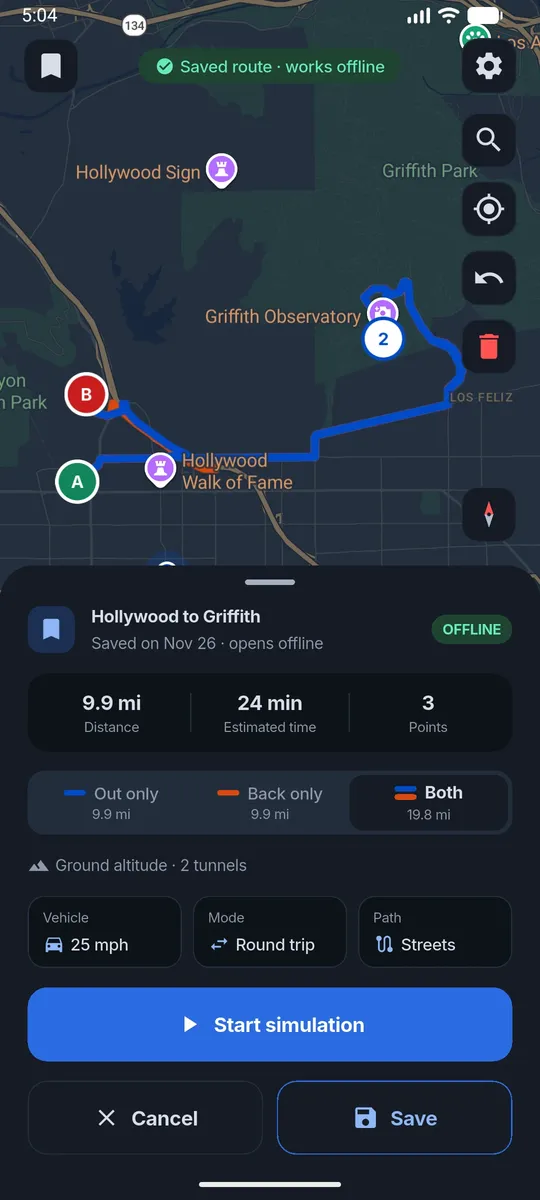 5:04
134
Saved route · works offline
Los A
Hollywood Sign
Griffith Park
Griffith Observatory
2
yon
n Park
B
LOS FELIZ
A
Hollywood
Walk of Fame
Hollywood to Griffith
Saved on Nov 26 · opens offline
OFFLINE
9.9 mi
Distance
24 min
Estimated time
3
Points
Out only
9.9 mi
Back only
9.9 mi
Both
19.8 mi
Ground altitude · 2 tunnels
Vehicle
25 mph
Mode
Round trip
Path
Streets
Start simulation
Cancel
Save